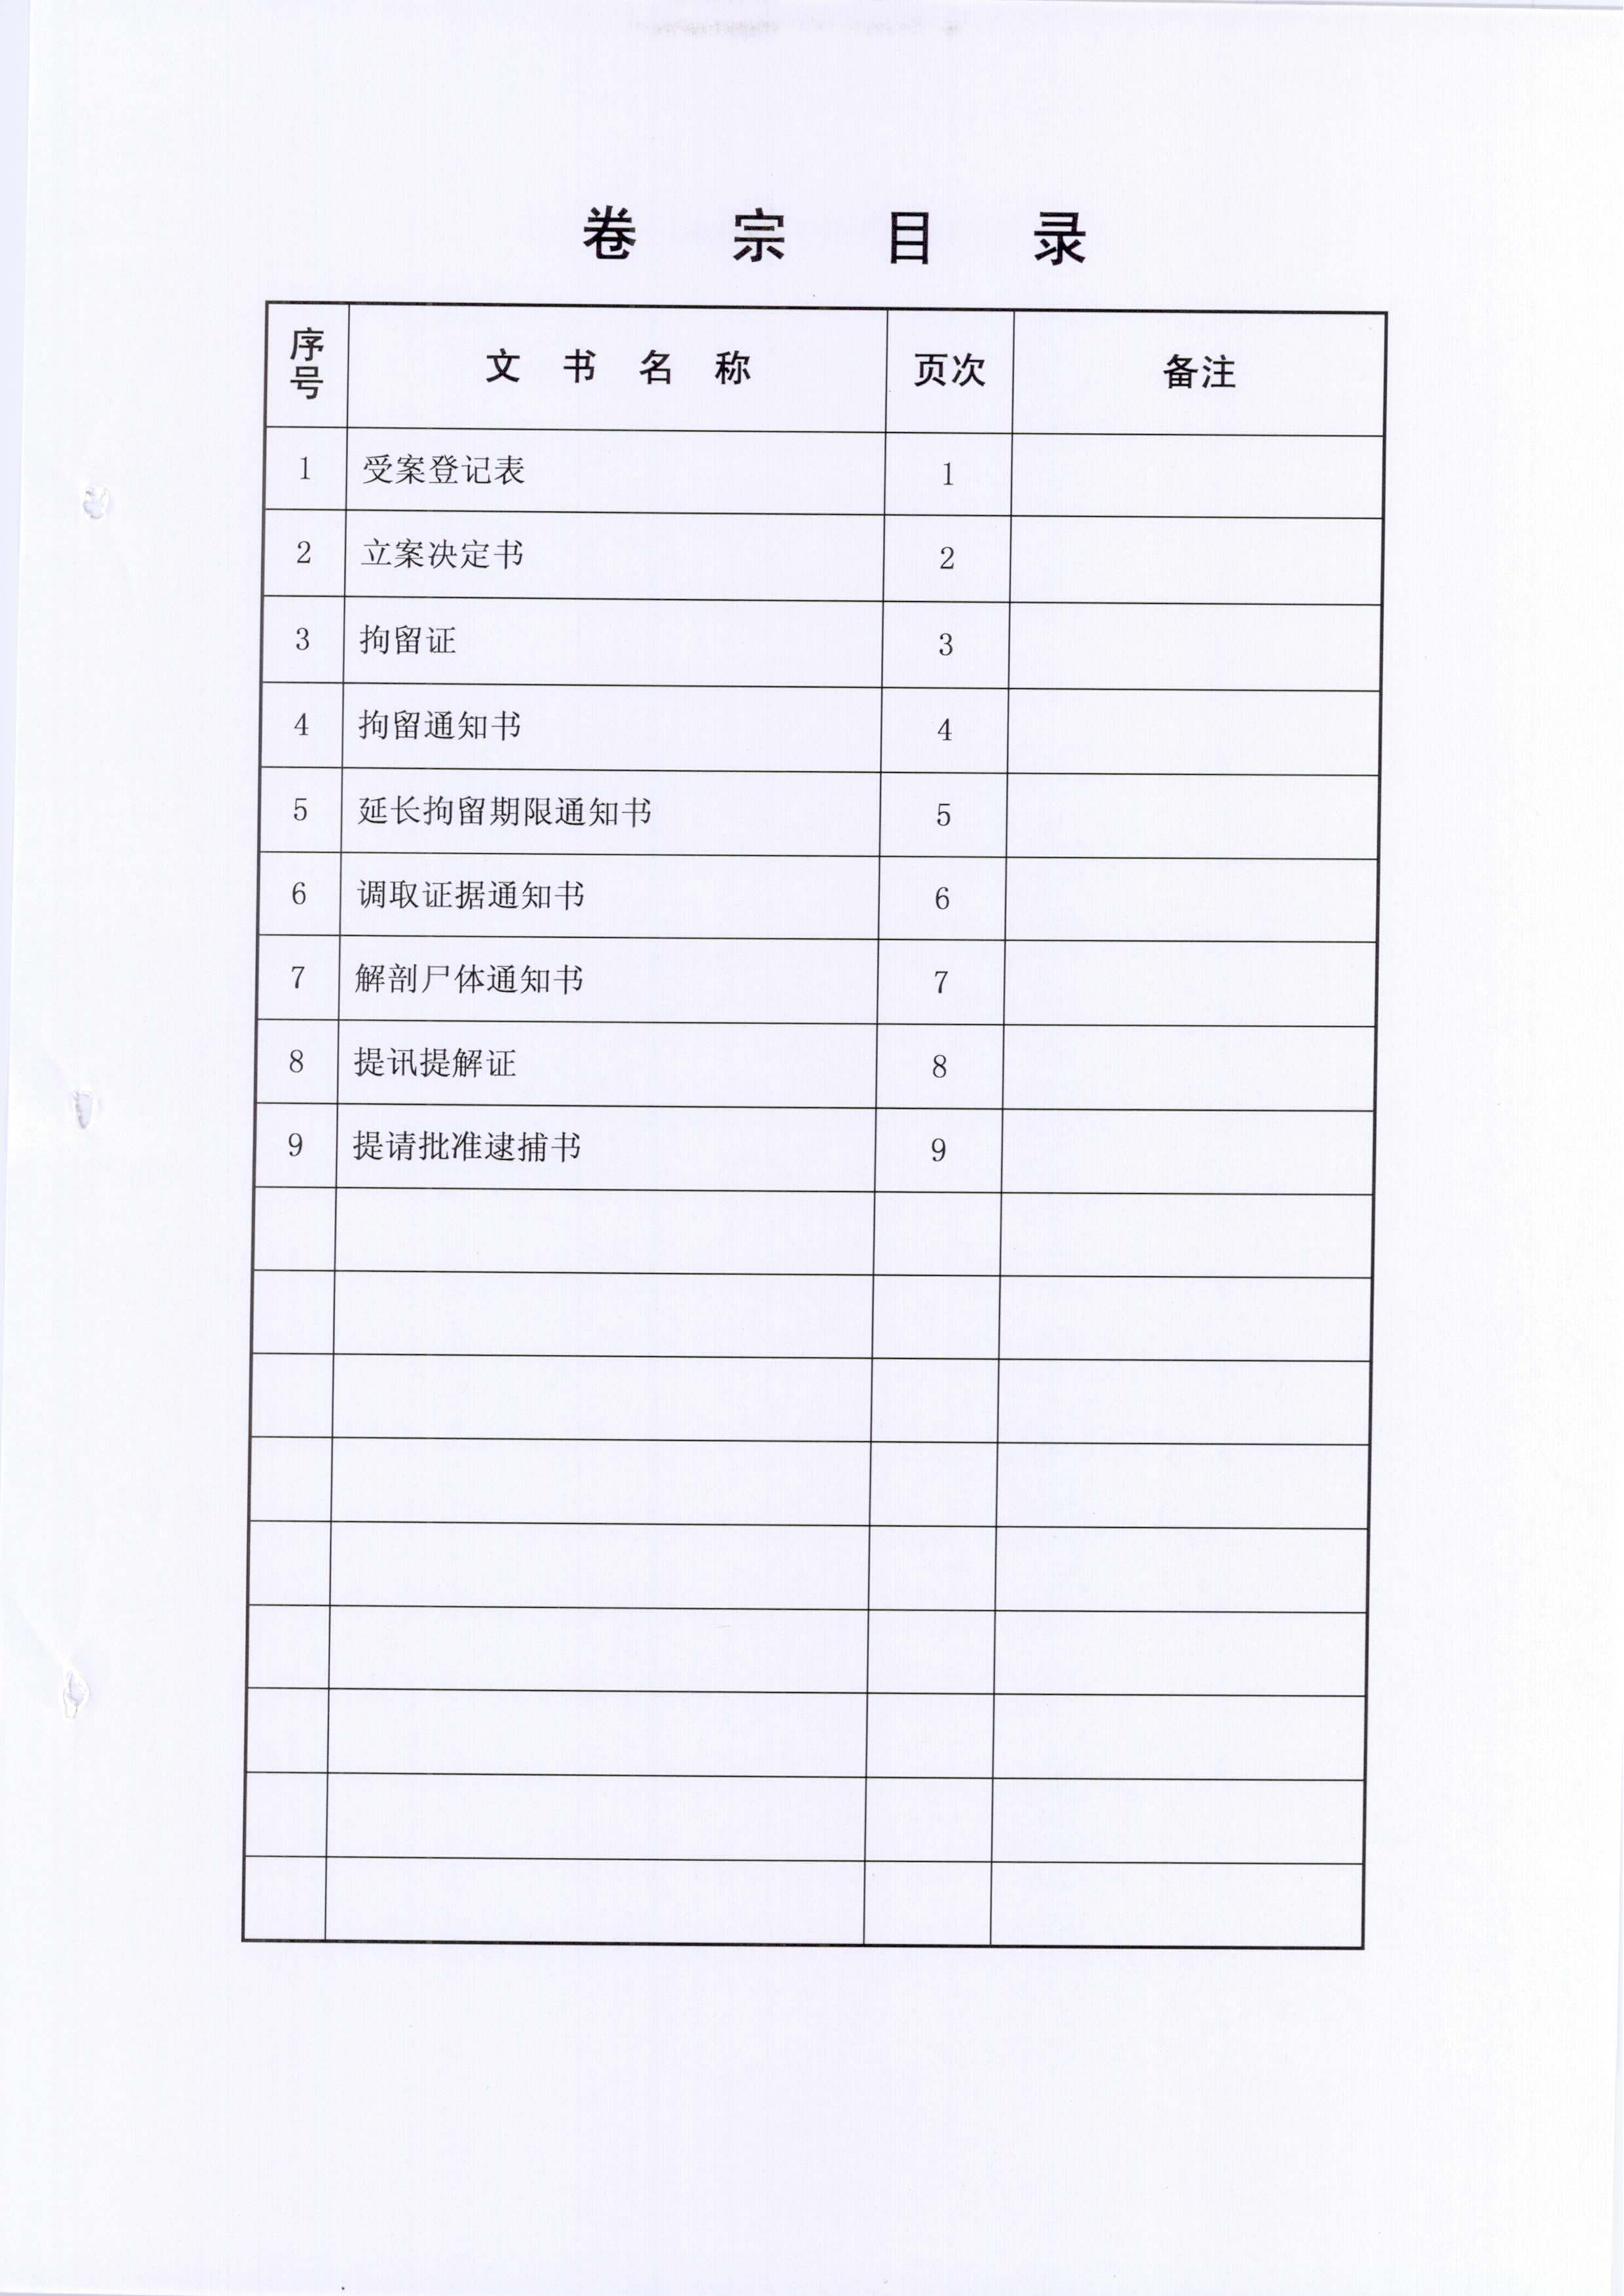 卷 宗 目 录
序号 文 书 名 称 页次 备注
1 受案登记表 1
2 立案决定书 2
3 拘留证 3
4 拘留通知书 4
5 延长拘留期限通知书 5
6 调取证据通知书 6
7 解剖尸体通知书 7
8 提讯提解证 8
9 提请批准逮捕书 9